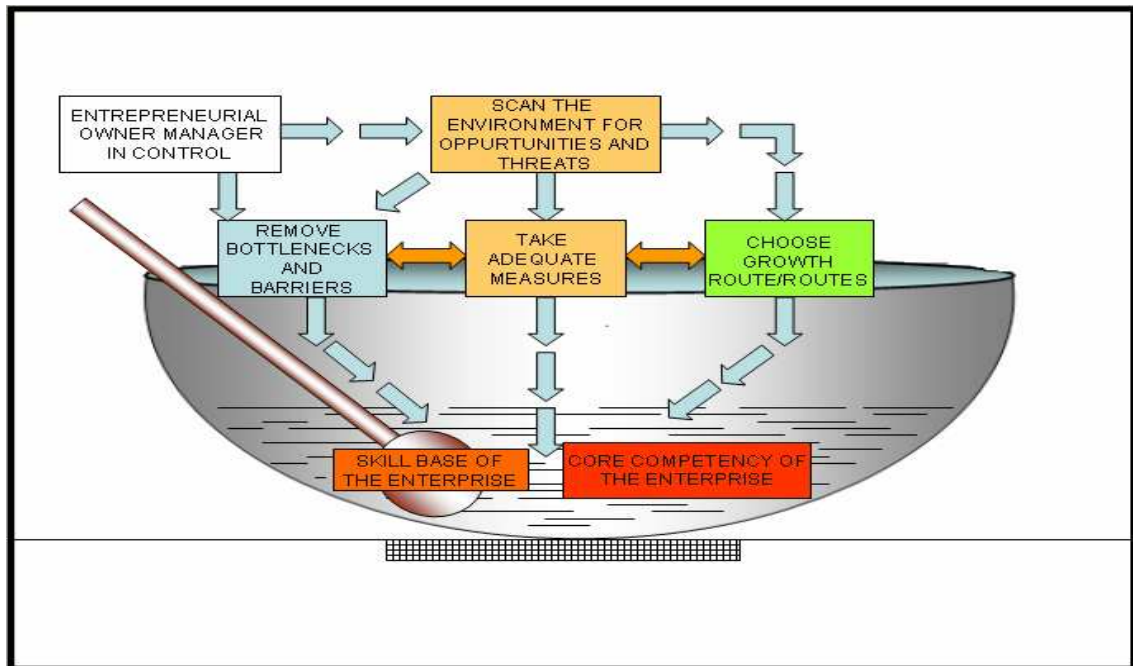 ENTREPRENEURIAL
OWNER MANAGER
IN CONTROL
SCAN THE
ENVIRONMENT FOR
OPPURTUNITIES AND
THREATS
REMOVE
BOTTLENECKS
AND
BARRIERS
TAKE
ADEQUATE
MEASURES
CHOOSE
GROWTH
ROUTE/ROUTES
SKILL BASE OF
THE ENTERPRISE
CORE COMPETENCY OF
THE ENTERPRISE